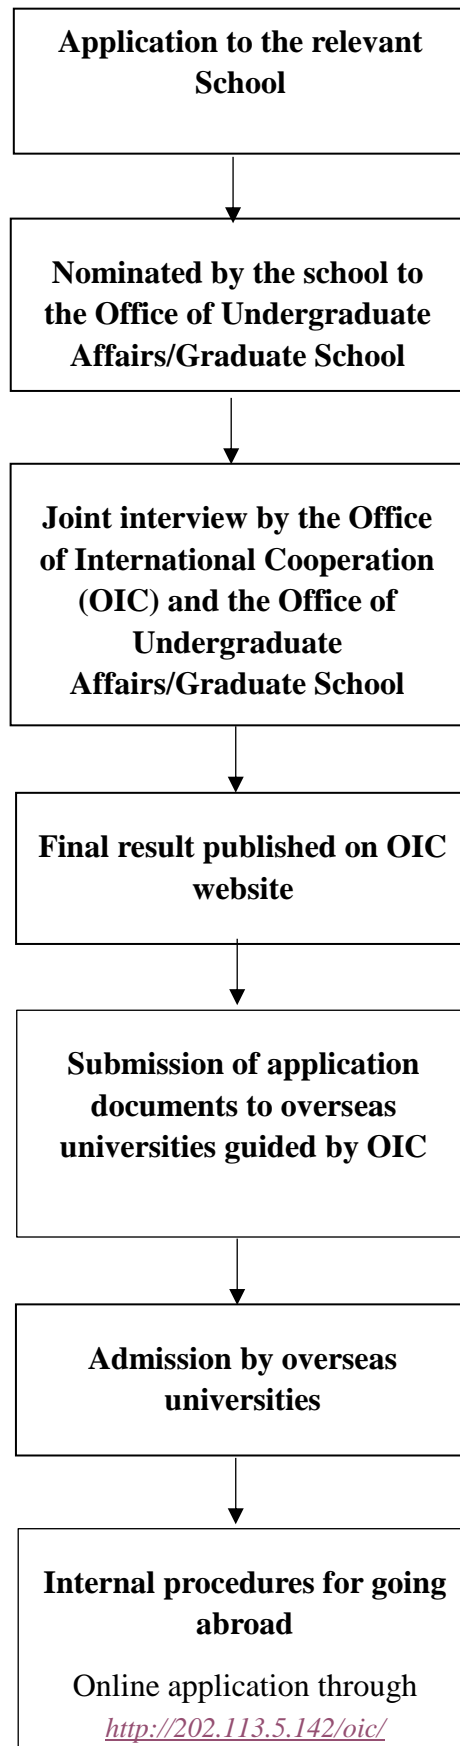 Application to the relevant
School
Nominated by the school to
the Office of Undergraduate
Affairs/Graduate School
Joint interview by the Office
of International Cooperation
(OIC) and the Office of
Undergraduate
Affairs/Graduate School
Final result published on OIC
website
Submission of application
documents to overseas
universities guided by OIC
Admission by overseas
universities
Internal procedures for going
abroad
Online application through
http://202.113.5.142/oic/